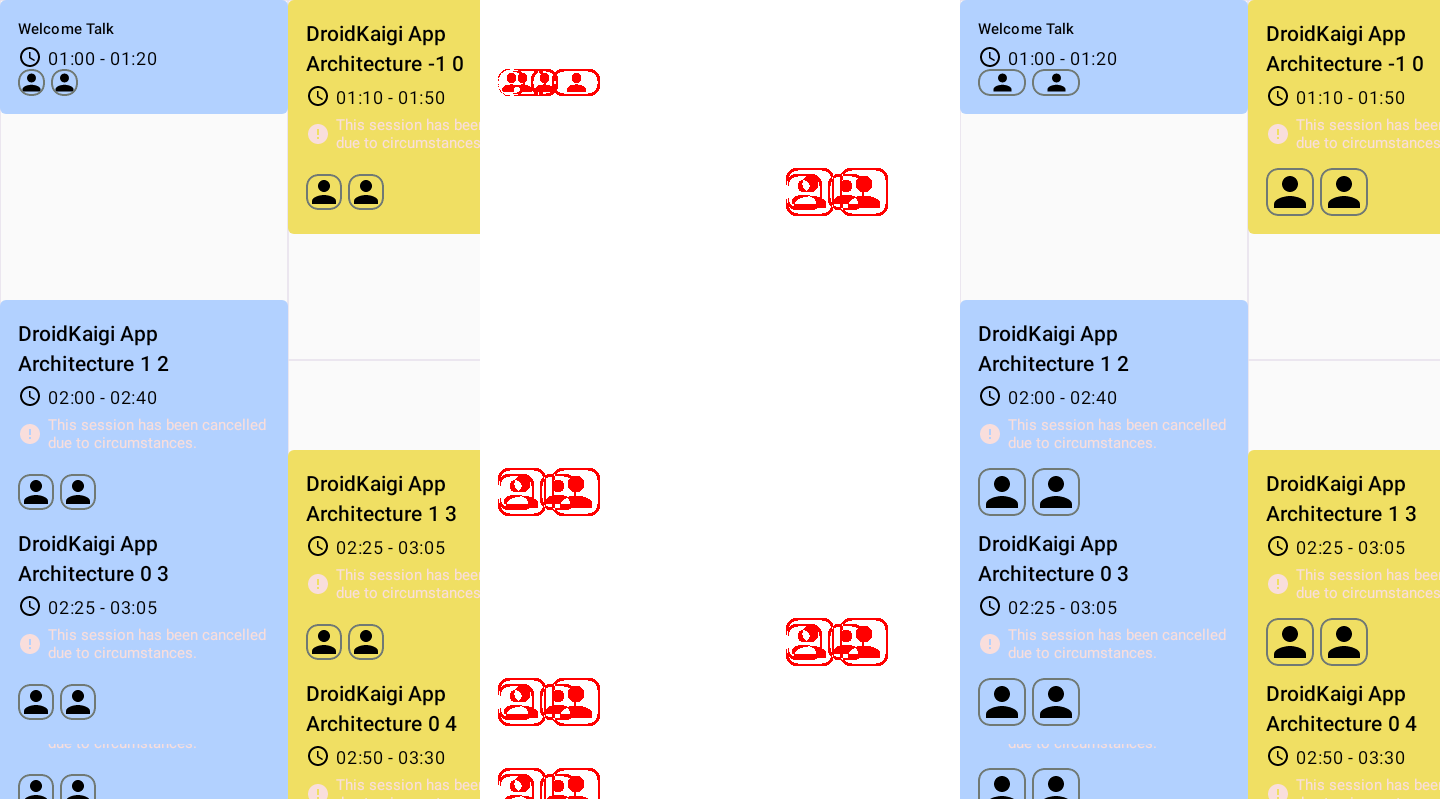 Welcome Talk
01:00 - 01:20
DroidKaigi App
Architecture -1 0
01:10 - 01:50
This session has been
due to circumstances
DroidKaigi App
Architecture 1 2
02:00 - 02:40
This session has been cancelled
due to circumstances.
DroidKaigi App
Architecture 1 3
02:25 - 03:05
This session has been
due to circumstances
DroidKaigi App
Architecture 0 3
02:25 - 03:05
This session has been cancelled
due to circumstances.
DroidKaigi App
Architecture 0 4
02:50 - 03:30
This session has been
due to circumstances.
Welcome Talk
01:00 - 01:20
DroidKaigi App
Architecture -1 0
01:10 - 01:50
This session has been
due to circumstances
DroidKaigi App
Architecture 1 2
02:00 - 02:40
This session has been cancelled
due to circumstances.
DroidKaigi App
Architecture 1 3
02:25 - 03:05
This session has been
due to circumstances
DroidKaigi App
Architecture 0 3
02:25 - 03:05
This session has been cancelled
due to circumstances.
DroidKaigi App
Architecture 0 4
02:50 - 03:30
This session has been
due to circumstances.